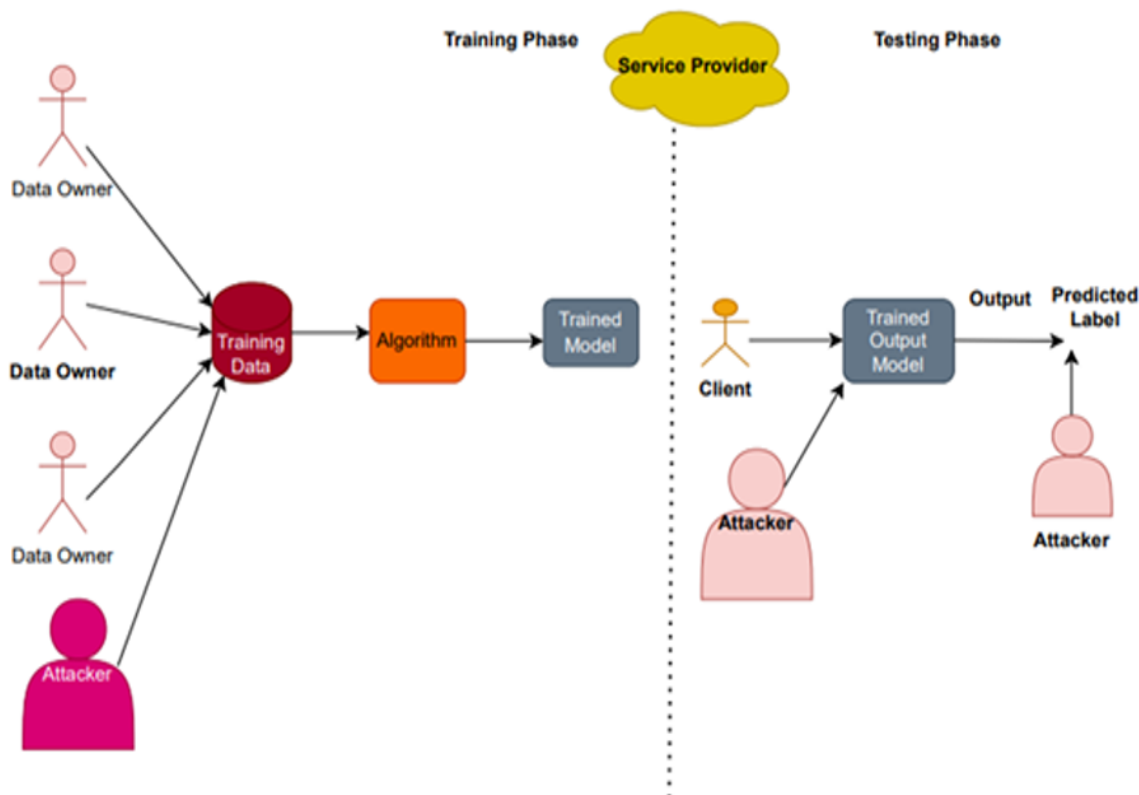 Training Phase
Service Provider
Testing Phase
Data Owner
Data Owner
Data Owner
Attacker
Training
Data
Algorithm
Trained
Model
Client
Attacker
Trained
Output
Model
Output
Predicted
Label
Attacker